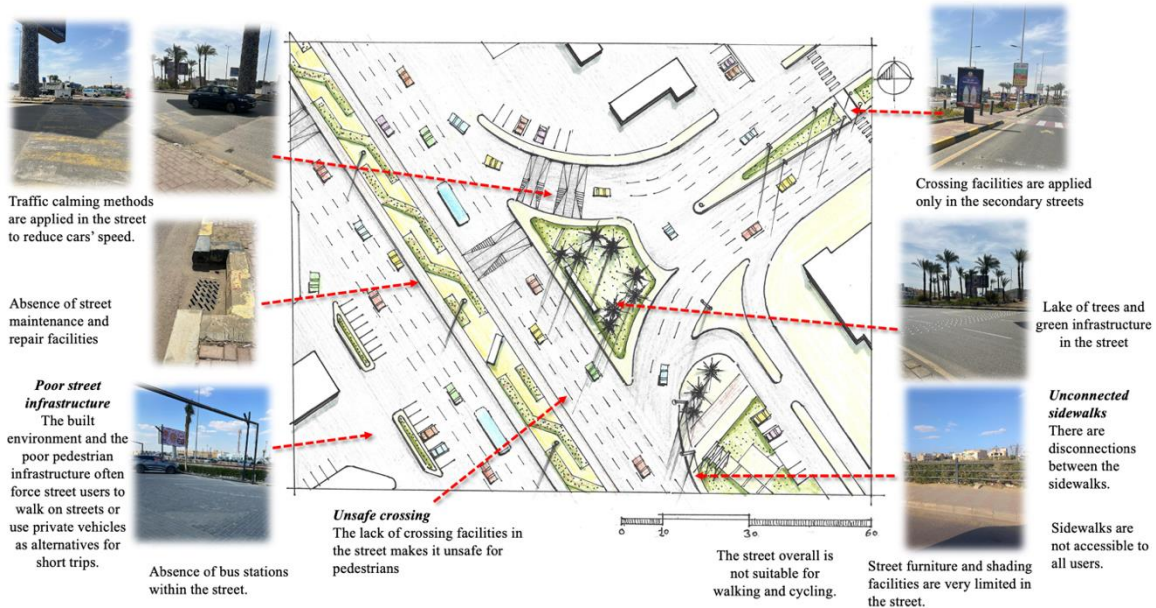 Traffic calming methods
are applied in the street
to reduce cars’ speed.
Absence of street
maintenance and
repair facilities
Poor street
infrastructure
The built
environment and the
poor pedestrian
infrastructure often
force street users to
walk on streets or
use private vehicles
as alternatives for
short trips.
Absence of bus stations
within the street.
Unsafe crossing
The lack of crossing facilities in
the street makes it unsafe for
pedestrians
0 10 30 60
The street overall is
not suitable for
walking and cycling.
Crossing facilities are applied
only in the secondary streets
Lake of trees and
green infrastructure
in the street
Unconnected
sidewalks
There are
disconnections
between the
sidewalks.
Sidewalks are
not accessible to
all users.
Street furniture and shading
facilities are very limited in
the street.